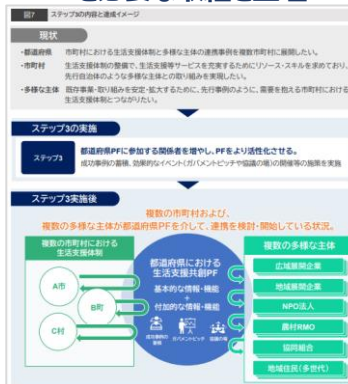 図7 ステップ3の内容と達成イメージ
現状
・都道府県 市町村における生活支援体制と多様な主体の連携事例を複数市町村に展開したい。
・市町村 生活支援体制の整備で、生活支援等サービスを充実するためにリソース・スキルを求めており、
先行自治体のような多様な主体との取り組みを実現したい。
・多様な主体 既存事業・取り組みを安定・拡大するために、先行事例のように、需要を抱える市町村における
生活支援体制とつながりたい。
ステップ3の実施
ステップ3
都道府県PFに参加する関係者を増やし、PFをより活性化させる。
成功事例の蓄積、効果的なイベント(ガバメントピッチや協議の場)の開催等の施策を実施
ステップ3実施後
複数の市町村および、
複数の多様な主体が都道府県PFを介して、連携を検討・開始している状況。
複数の市町村における
生活支援体制
A市
B町
C村
都道府県における
生活支援共創PF
基本的な情報・機能
+
付加的な情報・機能
成功事例の
蓄積
ガバメントピッチ
協議の場
複数の多様な主体
広域展開企業
地域展開企業
NPO法人
農村RMO
協同組合
地域住民(多世代)